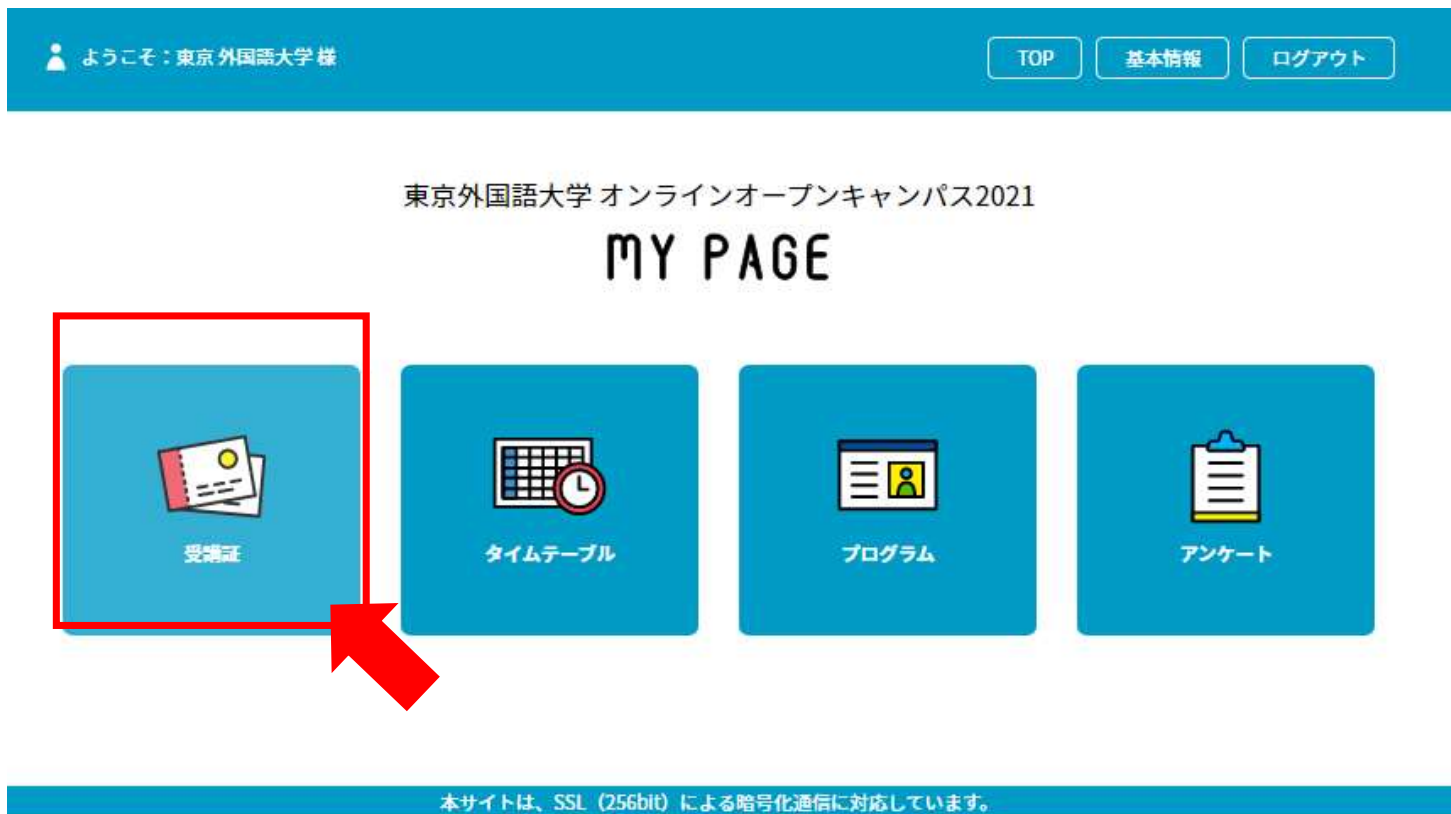 ようこそ：東京 外国語大学 様
TOP
基本情報
ログアウト
東京外国語大学 オンラインオープンキャンパス2021
MY PAGE
受講証
タイムテーブル
プログラム
アンケート
本サイトは、SSL（256bit）による暗号化通信に対応しています。